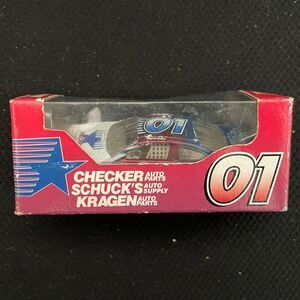 01
CHECKER AUTO PARTS
SCHUCK'S AUTO SUPPLY
KRAGEN AUTO PARTS
01